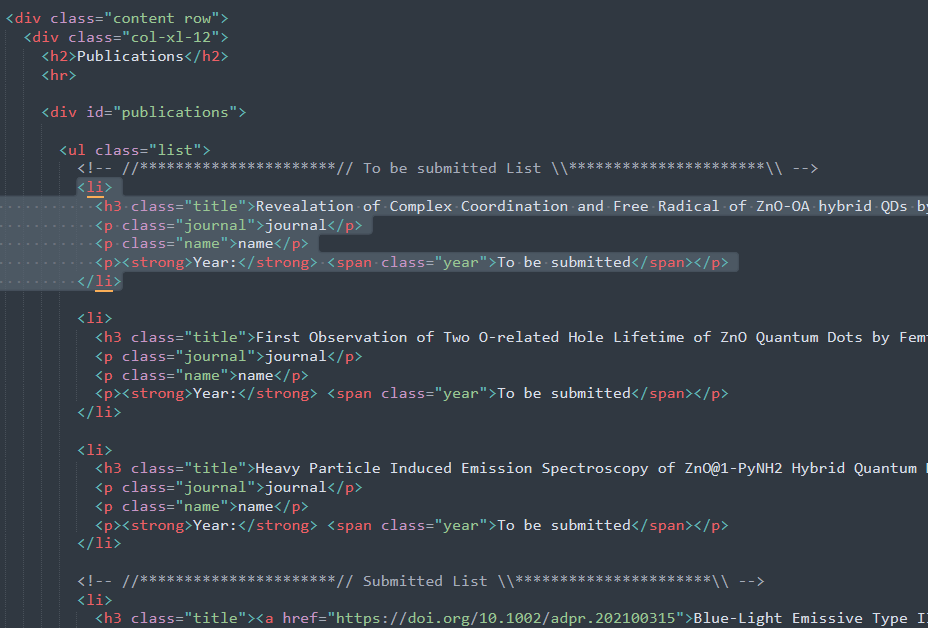 <div class="content row">
<div class="col-xl-12">
<h2>Publications</h2>
<hr>
<div id="publications">
<ul class="list">
<!-- //**********************// To be submitted List \\**********************\\ -->
<li>
<h3 class="title">Revealation of Complex Coordination and Free Radical of ZnO-OA hybrid QDs by
<p class="journal">journal</p>
<p class="name">name</p>
<p><strong>Year:</strong> <span class="year">To be submitted</span></p>
</li>
<li>
<h3 class="title">First Observation of Two O-related Hole Lifetime of ZnO Quantum Dots by
<p class="journal">journal</p>
<p class="name">name</p>
<p><strong>Year:</strong> <span class="year">To be submitted</span></p>
</li>
<li>
<h3 class="title">Heavy Particle Induced Emission Spectroscopy of ZnO@1-PyNH2 Hybrid Quantum
<p class="journal">journal</p>
<p class="name">name</p>
<p><strong>Year:</strong> <span class="year">To be submitted</span></p>
</li>
<!-- //**********************// Submitted List \\**********************\\ -->
<li>
<h3 class="title"><a href="https://doi.org/10.1002/adpr.202100315">Blue-Light Emissive Type